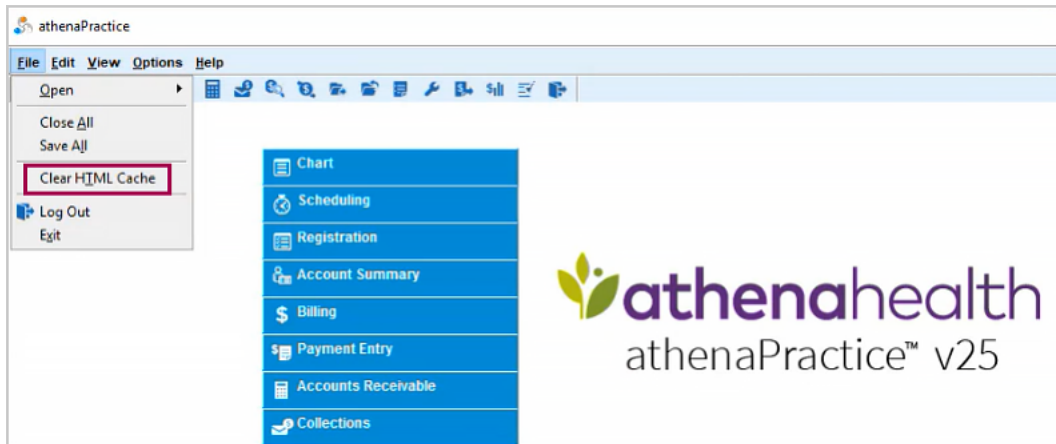 athenaPractice
File Edit View Options Help
Open
Close All
Save All
Clear HTML Cache
Log Out
Exit
Chart
Scheduling
Registration
Account Summary
Billing
Payment Entry
Accounts Receivable
Collections
athenahealth
athenaPractice™ v25